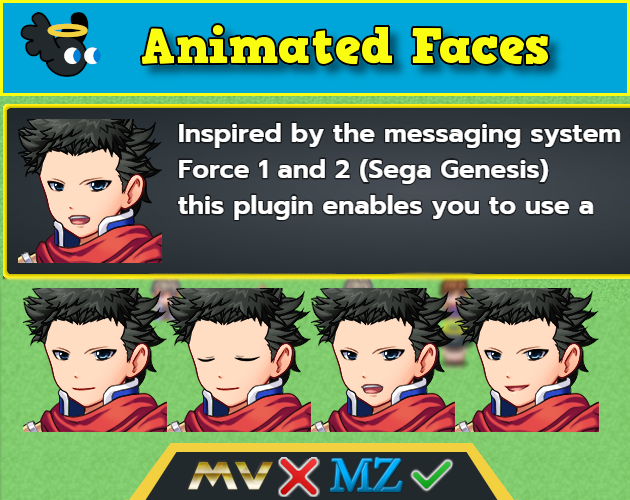 Animated Faces
Inspired by the messaging system
Force 1 and 2 (Sega Genesis)
this plugin enables you to use a
MV MZ